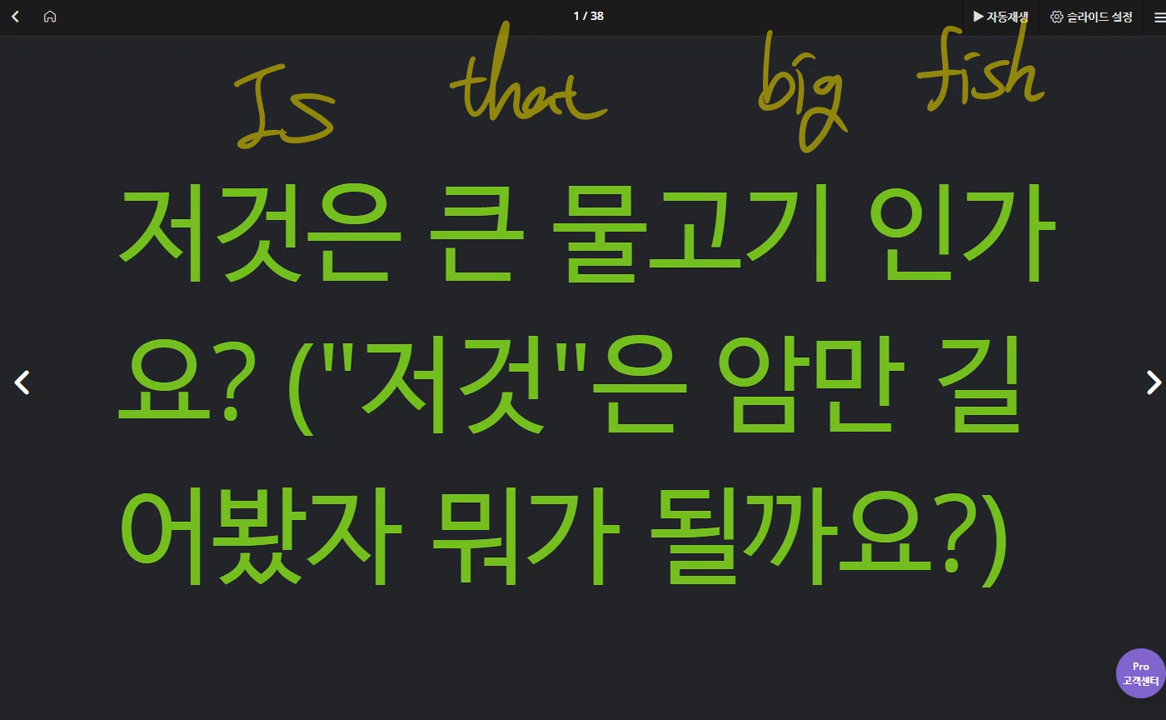 1 / 38
자동재생
슬라이드 설정
Is that big fish
저것은 큰 물고기 인가
요? ("저것"은 암만 길
어봤자 뭐가 될까요?)
Pro
고객센터